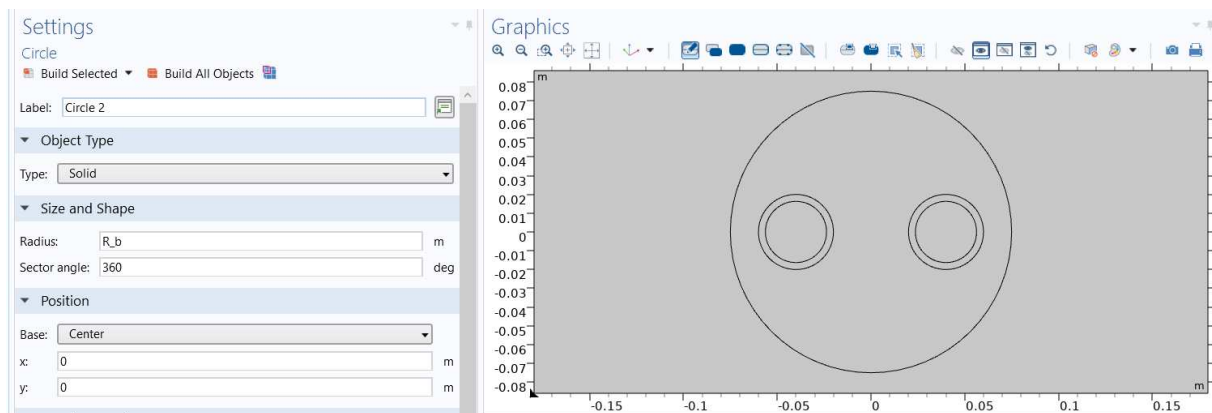 Settings
Circle
Build Selected
Build All Objects
Label: Circle 2
Object Type
Type: Solid
Size and Shape
Radius: R_b m
Sector angle: 360 deg
Position
Base: Center
x: 0 m
y: 0 m
Graphics
m
0.08
0.07
0.06
0.05
0.04
0.03
0.02
0.01
0
-0.01
-0.02
-0.03
-0.04
-0.05
-0.06
-0.07
-0.08
m
-0.15 -0.1 -0.05 0 0.05 0.1 0.15